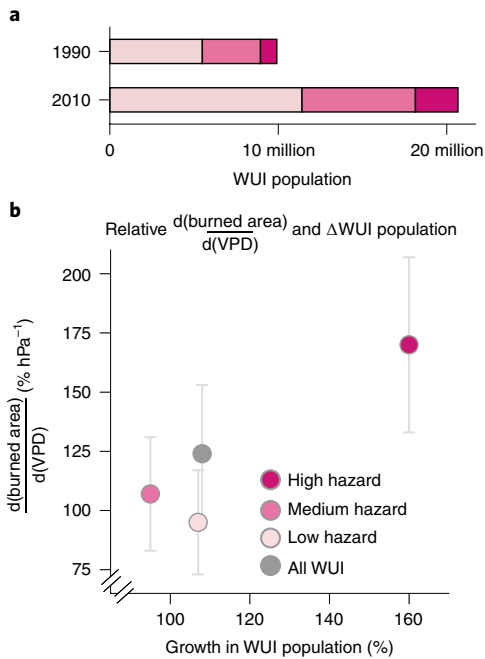 a
1990
2010
0
10 million
20 million
WUI population
b
Relative d(burned area)/d(VPD) and ΔWUI population
d(burned area)/d(VPD) (% hPa⁻¹)
200
175
150
125
100
75
High hazard
Medium hazard
Low hazard
All WUI
100
120
140
160
Growth in WUI population (%)